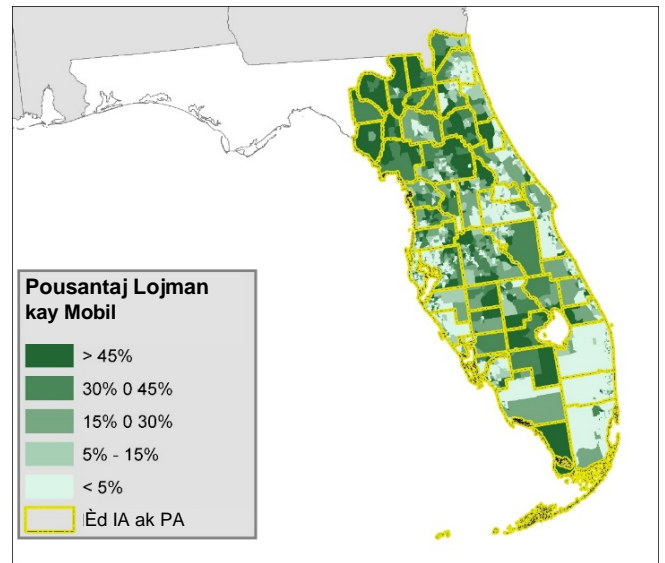 Pousantaj Lojman
kay Mobil
> 45%
30% 0 45%
15% 0 30%
5% - 15%
< 5%
Èd IA ak PA